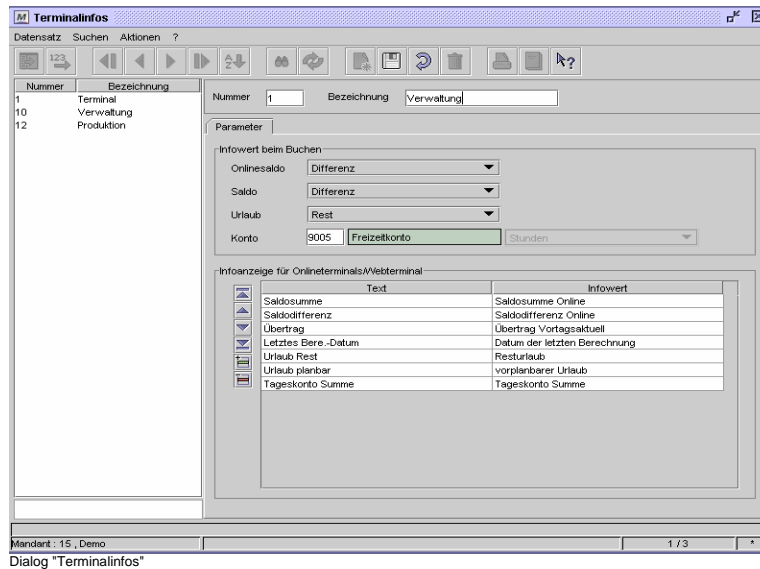 M Terminalinfos
Datensatz Suchen Aktionen ?
123 A Z ?
Nummer Bezeichnung
1 Terminal
10 Verwaltung
12 Produktion
Nummer 1 Bezeichnung Verwaltung
Parameter
Infowert beim Buchen
Onlinesaldo Differenz
Saldo Differenz
Urlaub Rest
Konto 9005 Freizeitkonto Stunden
Infoanzeige für Onlineterminals/Webterminal
Text Infowert
Saldosumme Saldosumme Online
Saldodifferenz Saldodifferenz Online
Übertrag Übertrag Vortagsaktuell
Letztes Bere.-Datum Datum der letzten Berechnung
Urlaub Rest Resturlaub
Urlaub planbar vorplanbarer Urlaub
Tageskonto Summe Tageskonto Summe
Mandant : 15 , Demo 1 / 3 *
Dialog "Terminalinfos"